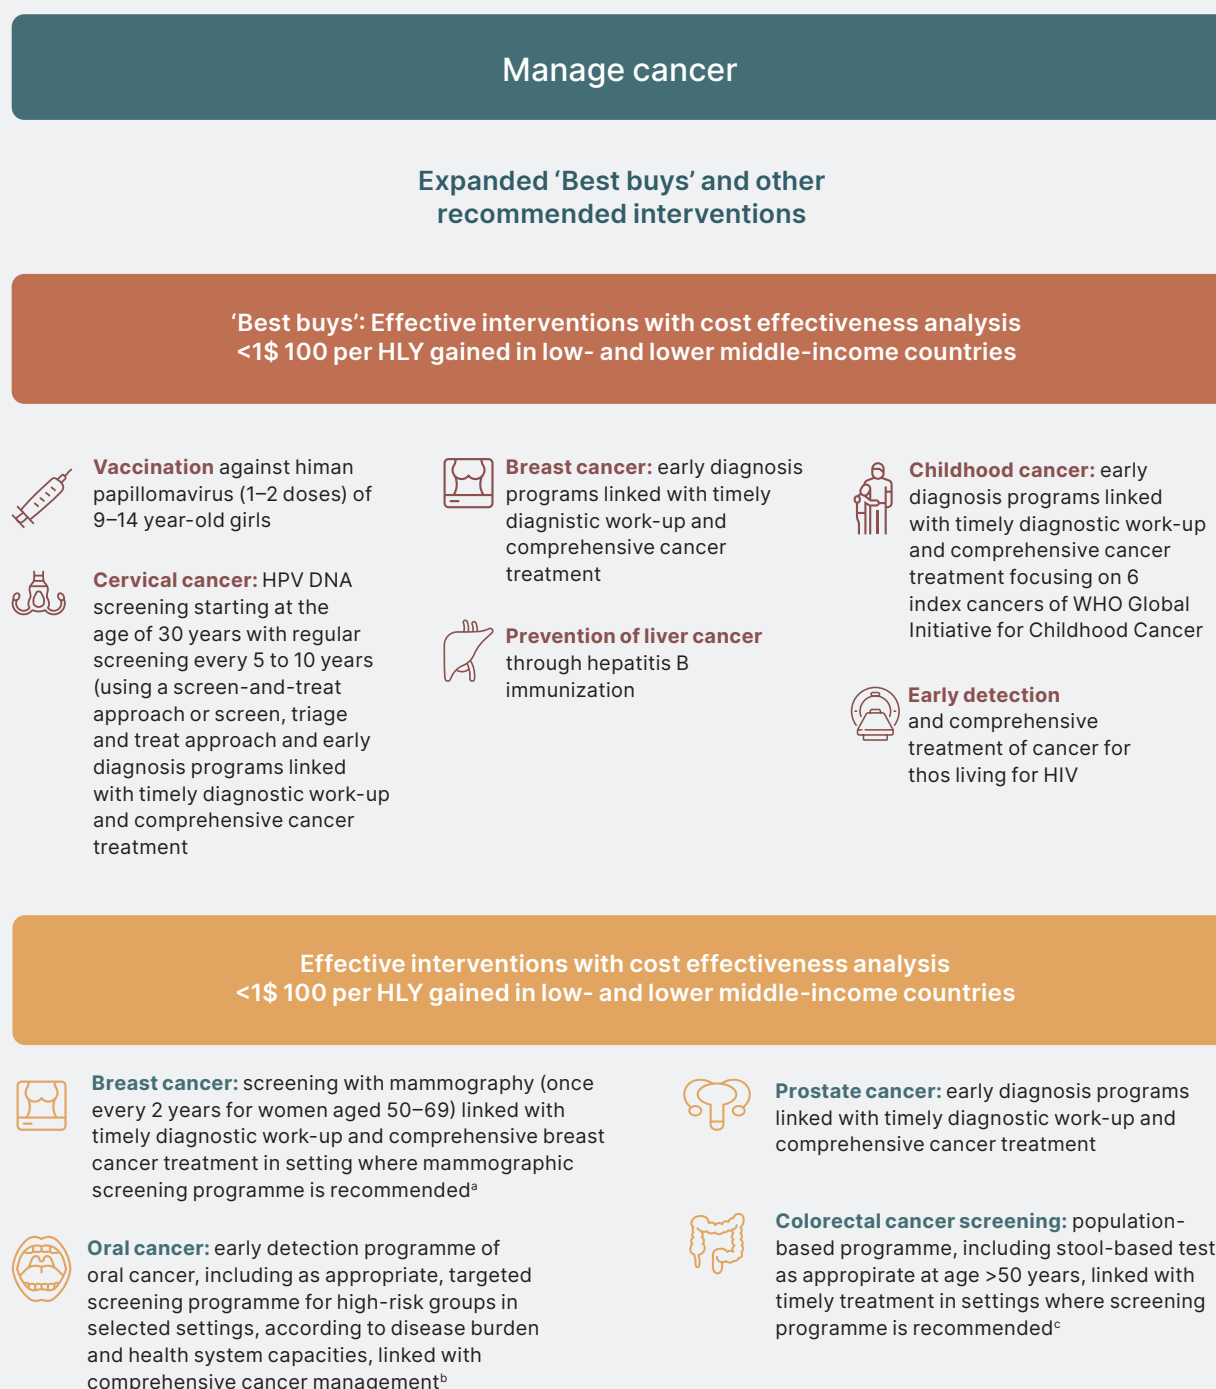 Manage cancer
Expanded ‘Best buys’ and other
recommended interventions
‘Best buys’: Effective interventions with cost effectiveness analysis
<1$ 100 per HLY gained in low- and lower middle-income countries
Vaccination against himan
papillomavirus (1–2 doses) of
9–14 year-old girls
Cervical cancer: HPV DNA
screening starting at the
age of 30 years with regular
screening every 5 to 10 years
(using a screen-and-treat
approach or screen, triage
and treat approach and early
diagnosis programs linked
with timely diagnostic work-up
and comprehensive cancer
treatment
Breast cancer: early diagnosis
programs linked with timely
diagnistic work-up and
comprehensive cancer
treatment
Prevention of liver cancer
through hepatitis B
immunization
Childhood cancer: early
diagnosis programs linked
with timely diagnostic work-up
and comprehensive cancer
treatment focusing on 6
index cancers of WHO Global
Initiative for Childhood Cancer
Early detection
and comprehensive
treatment of cancer for
thos living for HIV
Effective interventions with cost effectiveness analysis
<1$ 100 per HLY gained in low- and lower middle-income countries
Breast cancer: screening with mammography (once
every 2 years for women aged 50–69) linked with
timely diagnostic work-up and comprehensive breast
cancer treatment in setting where mammographic
screening programme is recommendedᵃ
Oral cancer: early detection programme of
oral cancer, including as appropriate, targeted
screening programme for high-risk groups in
selected settings, according to disease burden
and health system capacities, linked with
comprehensive cancer managementᵇ
Prostate cancer: early diagnosis programs
linked with timely diagnostic work-up and
comprehensive cancer treatment
Colorectal cancer screening: population-
based programme, including stool-based test
as appropirate at age >50 years, linked with
timely treatment in settings where screening
programme is recommendedᶜ